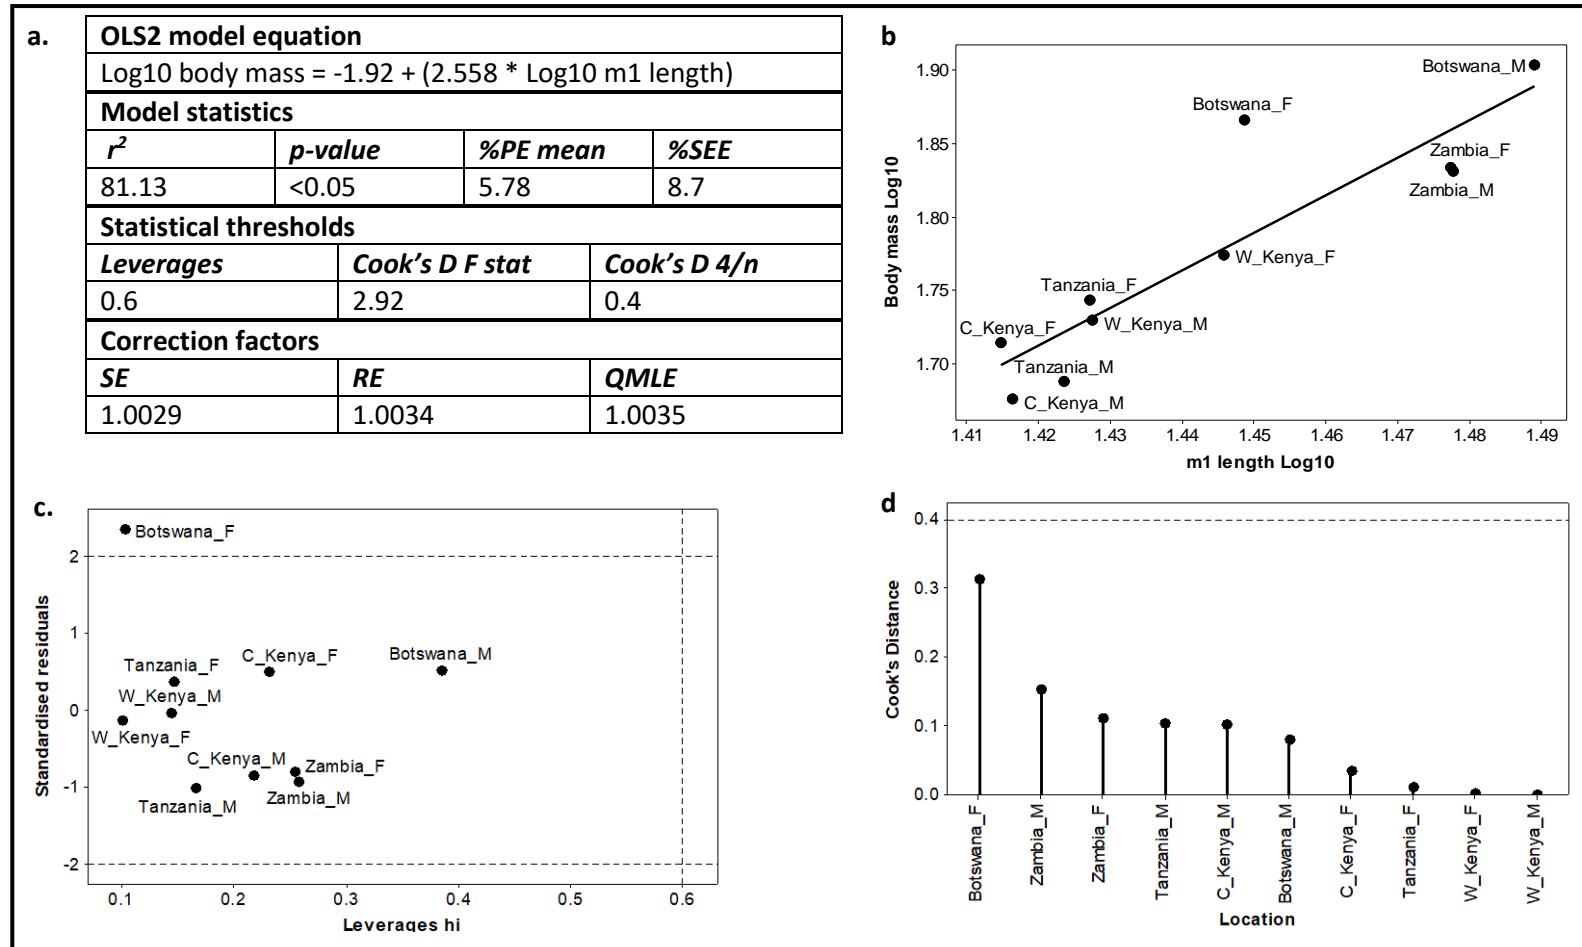 a.
OLS2 model equation
Log10 body mass = -1.92 + (2.558 * Log10 m1 length)
Model statistics
r² p-value %PE mean %SEE
81.13 <0.05 5.78 8.7
Statistical thresholds
Leverages Cook's D F stat Cook's D 4/n
0.6 2.92 0.4
Correction factors
SE RE QMLE
1.0029 1.0034 1.0035
b
Body mass Log10
1.90
1.85
1.80
1.75
1.70
Botswana_M
Botswana_F
Zambia_F
Zambia_M
W_Kenya_F
Tanzania_F
W_Kenya_M
C_Kenya_F
Tanzania_M
C_Kenya_M
1.41 1.42 1.43 1.44 1.45 1.46 1.47 1.48 1.49
m1 length Log10
c.
Standardised residuals
2
1
0
-1
-2
Botswana_F
C_Kenya_F
Botswana_M
Tanzania_F
W_Kenya_M
W_Kenya_F
C_Kenya_M
Zambia_F
Zambia_M
Tanzania_M
0.1 0.2 0.3 0.4 0.5 0.6
Leverages hi
d
Cook's Distance
0.4
0.3
0.2
0.1
0.0
Botswana_F
Zambia_M
Zambia_F
Tanzania_M
C_Kenya_M
Botswana_M
C_Kenya_F
Tanzania_F
W_Kenya_F
W_Kenya_M
Location